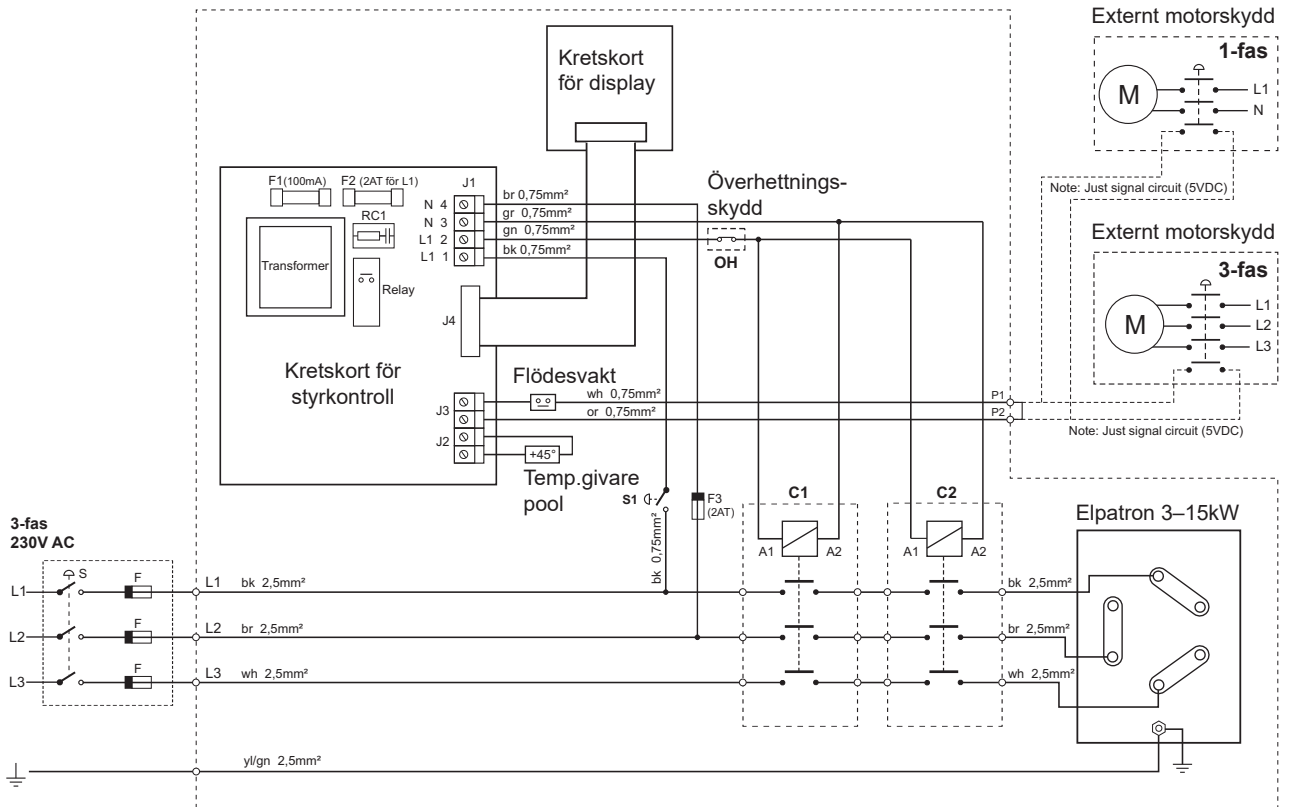 Externt motorskydd
1-fas
M
L1
N
Note: Just signal circuit (5VDC)
Externt motorskydd
3-fas
M
L1
L2
L3
Note: Just signal circuit (5VDC)
Kretskort
för display
F1(100mA)
F2 (2AT för L1)
J1
RC1
Transformer
Relay
N 4
N 3
L1 2
L1 1
br 0,75mm²
gr 0,75mm²
gn 0,75mm²
bk 0,75mm²
Överhettnings-
skydd
OH
J4
Kretskort för
styrkontroll
Flödesvakt
J3
wh 0,75mm²
or 0,75mm²
P1
P2
J2
+45°
Temp.givare
pool
S1
bk 0,75mm²
F3
(2AT)
C1
A1
A2
C2
A1
A2
Elpatron 3–15kW
3-fas
230V AC
S
L1
F
L1 bk 2,5mm²
bk 2,5mm²
L2
F
L2 br 2,5mm²
br 2,5mm²
L3
F
L3 wh 2,5mm²
wh 2,5mm²
yl/gn 2,5mm²